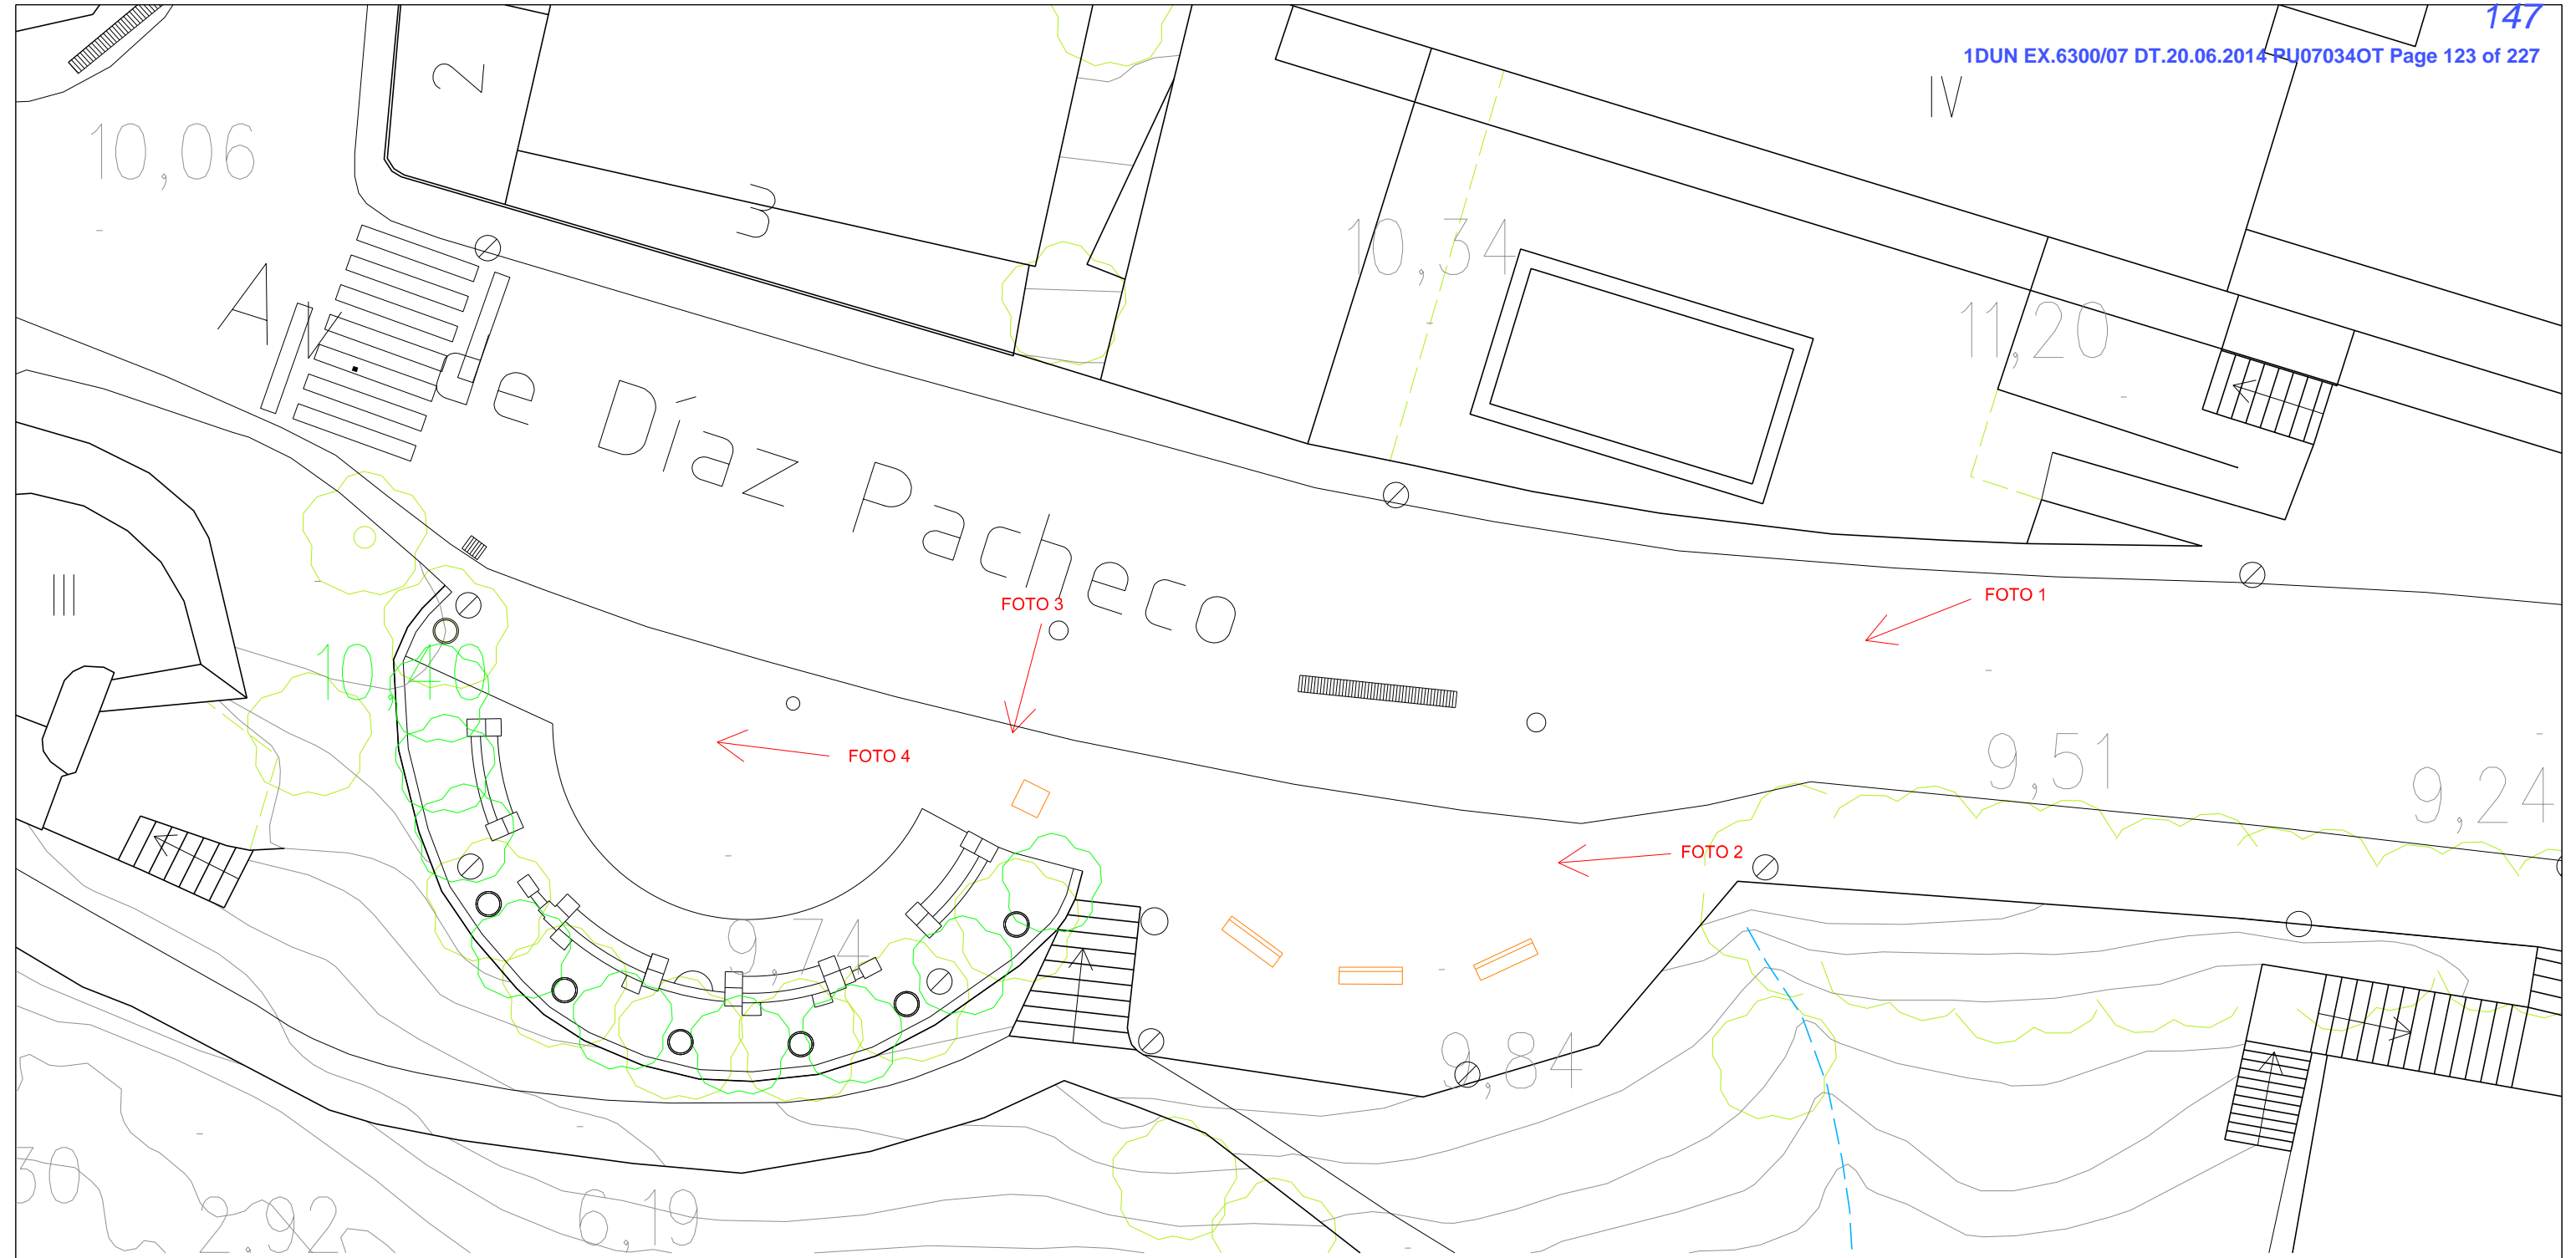 147
1DUN EX.6300/07 DT.20.06.2014 PU07034OT Page 123 of 227
2
IV
10,06
3
10,34
11,20
Av. de Díaz Pacheco
III
FOTO 3
FOTO 1
10,40
FOTO 4
9,51
9,24
FOTO 2
9,74
9,84
30
2,92
6,19